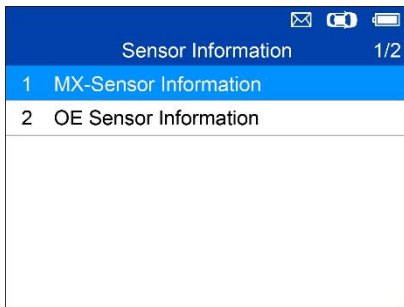 Sensor Information 1/2
1 MX-Sensor Information
2 OE Sensor Information